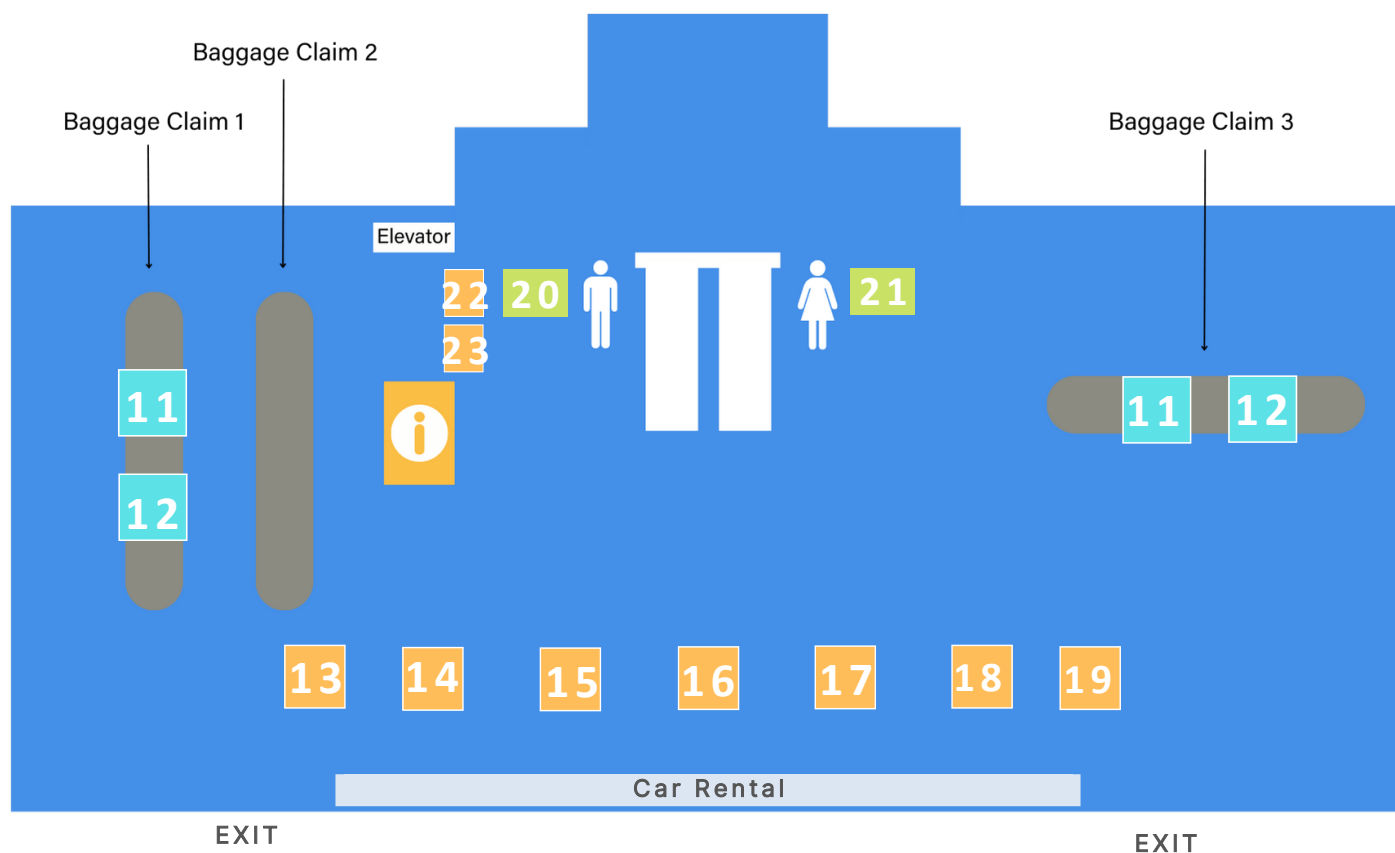 Baggage Claim 2
Baggage Claim 1
Baggage Claim 3
Elevator
22
20
21
23
i
11
12
11
12
13
14
15
16
17
18
19
Car Rental
EXIT
EXIT